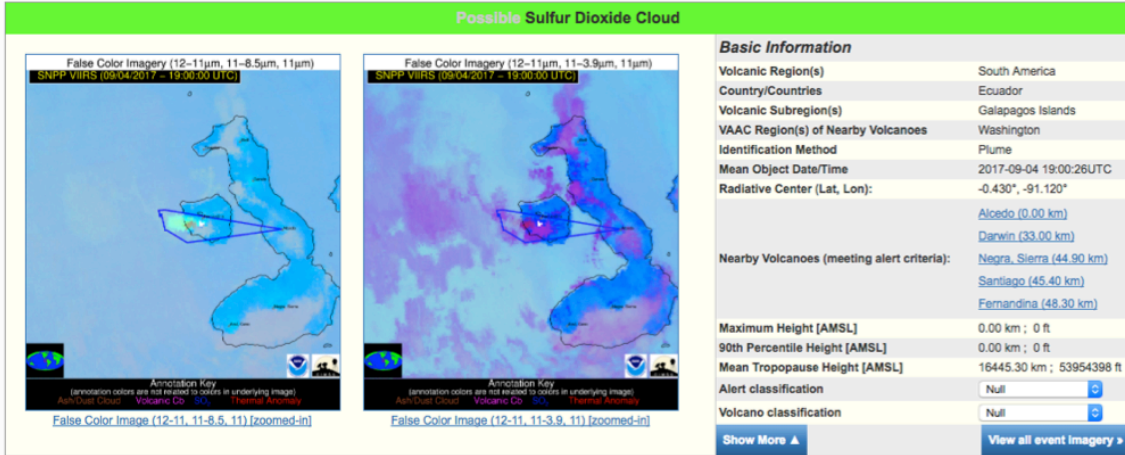 Possible Sulfur Dioxide Cloud
False Color Imagery (12–11μm, 11–8.5μm, 11μm)
SNPP VIIRS (09/04/2017 – 19:00:00 UTC)
Annotation Key
(annotation colors are not related to colors in underlying image)
Ash/Dust Cloud Volcanic Cb SO₂ Thermal Anomaly
False Color Image (12-11, 11-8.5, 11) [zoomed-in]
False Color Imagery (12–11μm, 11–3.9μm, 11μm)
SNPP VIIRS (09/04/2017 – 19:00:00 UTC)
Annotation Key
(annotation colors are not related to colors in underlying image)
Ash/Dust Cloud Volcanic Cb SO₂ Thermal Anomaly
False Color Image (12-11, 11-3.9, 11) [zoomed-in]
Basic Information
Volcanic Region(s) South America
Country/Countries Ecuador
Volcanic Subregion(s) Galapagos Islands
VAAC Region(s) of Nearby Volcanoes Washington
Identification Method Plume
Mean Object Date/Time 2017-09-04 19:00:26UTC
Radiative Center (Lat, Lon): -0.430°, -91.120°
Nearby Volcanoes (meeting alert criteria):
Alcedo (0.00 km)
Darwin (33.00 km)
Negra, Sierra (44.90 km)
Santiago (45.40 km)
Fernandina (48.30 km)
Maximum Height [AMSL] 0.00 km ; 0 ft
90th Percentile Height [AMSL] 0.00 km ; 0 ft
Mean Tropopause Height [AMSL] 16445.30 km ; 53954398 ft
Alert classification Null
Volcano classification Null
Show More ▲ View all event Imagery »